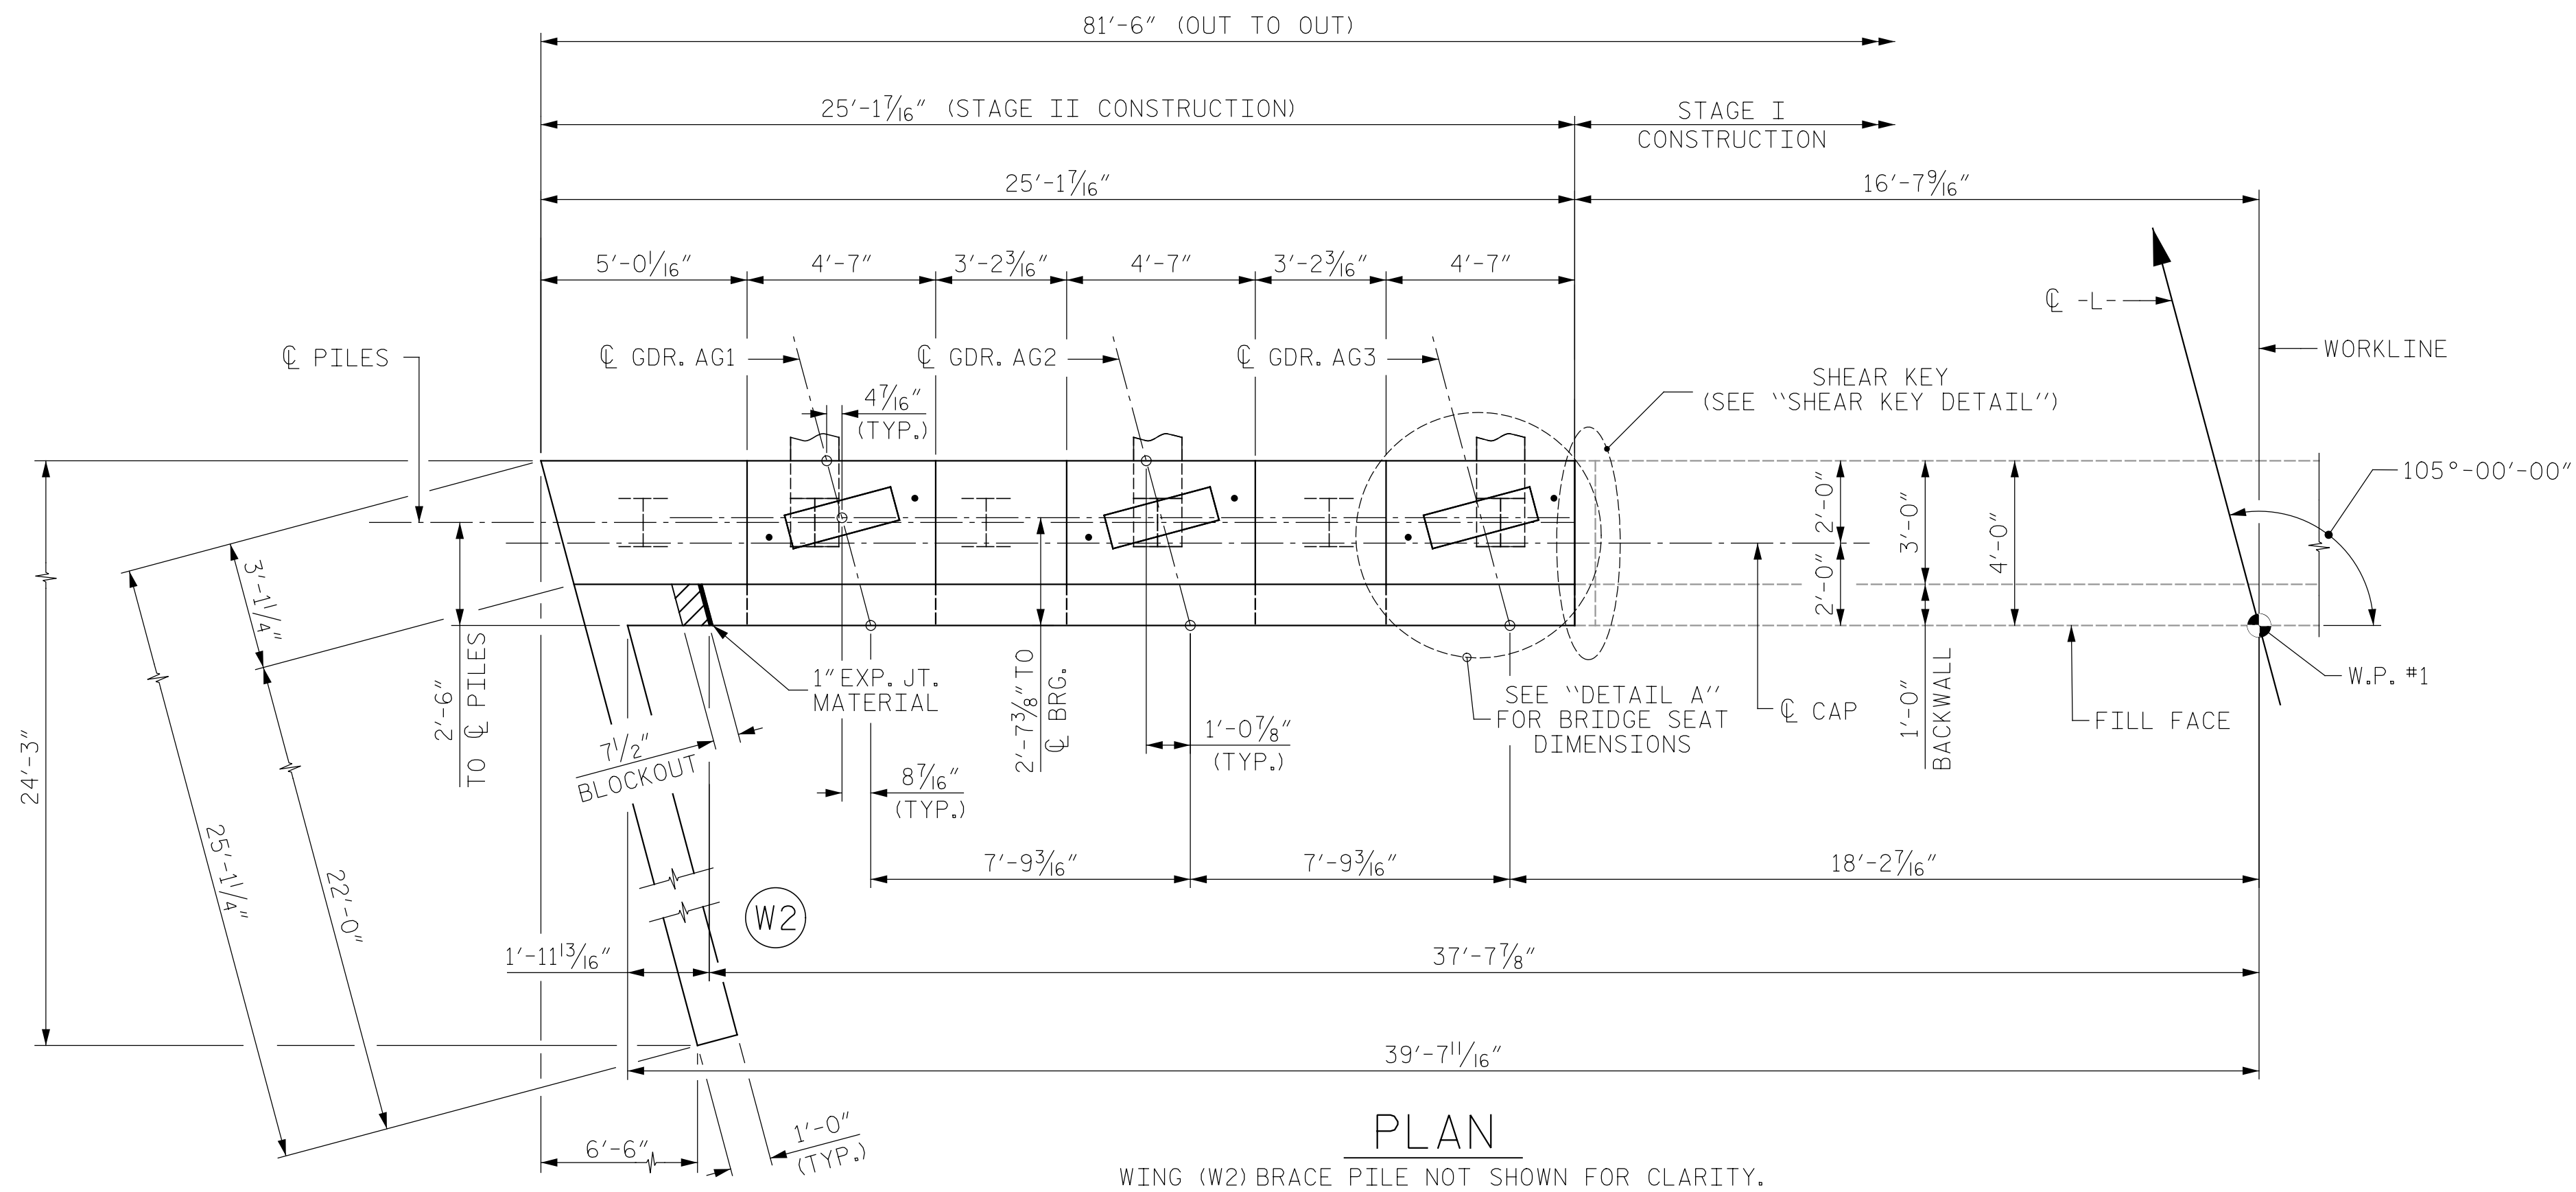 81'-6" (OUT TO OUT)
25'-1 7/16" (STAGE II CONSTRUCTION)
STAGE I
CONSTRUCTION
25'-1 7/16"
16'-7 9/16"
5'-0 1/16"
4'-7"
3'-2 3/16"
4'-7"
3'-2 3/16"
4'-7"
℄ -L-
℄ PILES
℄ GDR. AG1
℄ GDR. AG2
℄ GDR. AG3
WORKLINE
4 7/16"
(TYP.)
SHEAR KEY
(SEE "SHEAR KEY DETAIL")
105°-00'-00"
2'-0"
2'-0"
3'-0"
4'-0"
1'-0"
BACKWALL
3'-1 1/4"
25'-1 1/4"
22'-0"
24'-3"
2'-6"
TO ℄ PILES
7 1/2"
BLOCKOUT
1" EXP. JT.
MATERIAL
2'-7 3/8" TO
℄ BRG.
8 7/16"
(TYP.)
1'-0 7/8"
(TYP.)
SEE "DETAIL A"
FOR BRIDGE SEAT
DIMENSIONS
℄ CAP
FILL FACE
W.P. #1
7'-9 3/16"
7'-9 3/16"
18'-2 7/16"
W2
1'-11 13/16"
37'-7 7/8"
39'-7 11/16"
6'-6"
1'-0"
(TYP.)
PLAN
WING (W2) BRACE PILE NOT SHOWN FOR CLARITY.